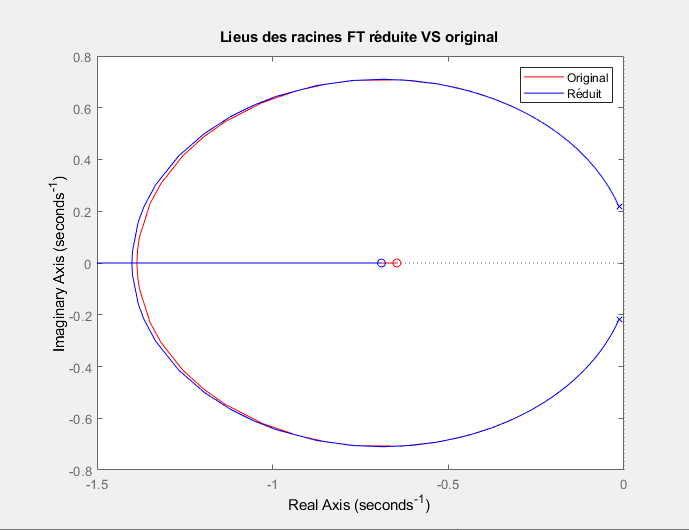 Lieus des racines FT réduite VS original
Original
Réduit
0.8
0.6
0.4
0.2
0
-0.2
-0.4
-0.6
-0.8
Imaginary Axis (seconds⁻¹)
-1.5
-1
-0.5
0
Real Axis (seconds⁻¹)